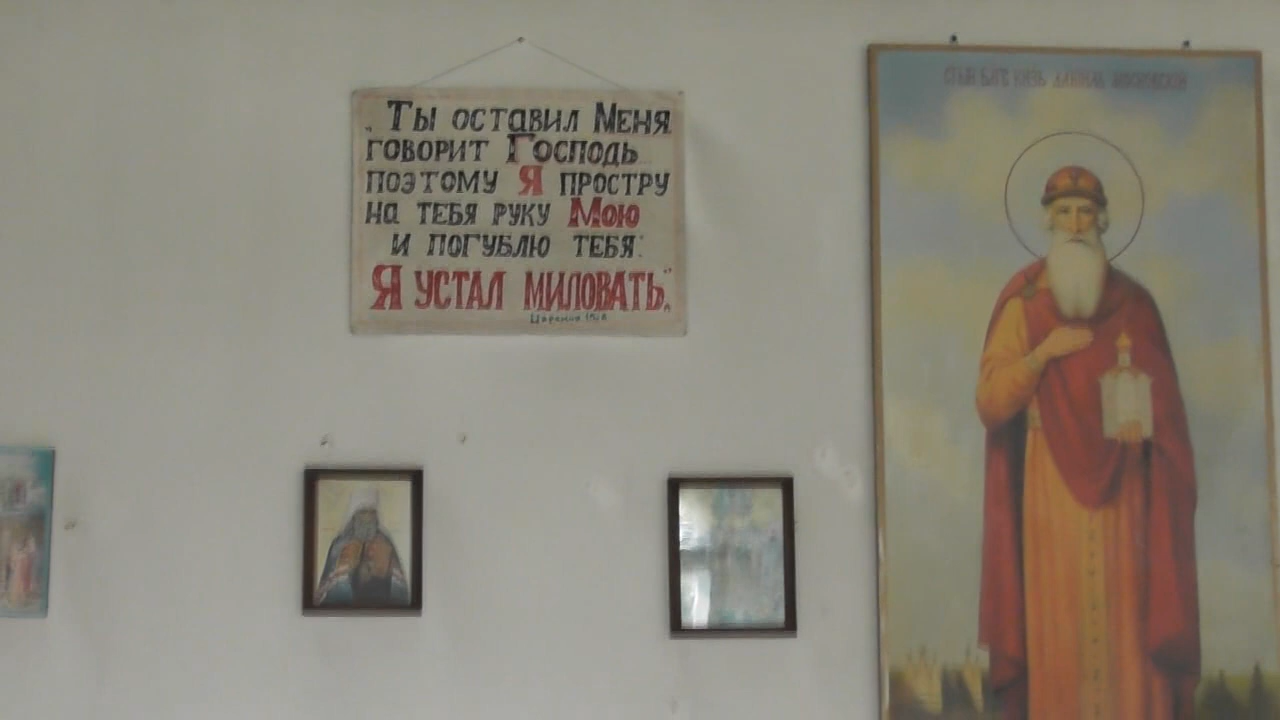 „Ты оставил Меня
говорит Господь
поэтому Я простру
на тебя руку Мою
и погублю тебя:
Я устал миловать."